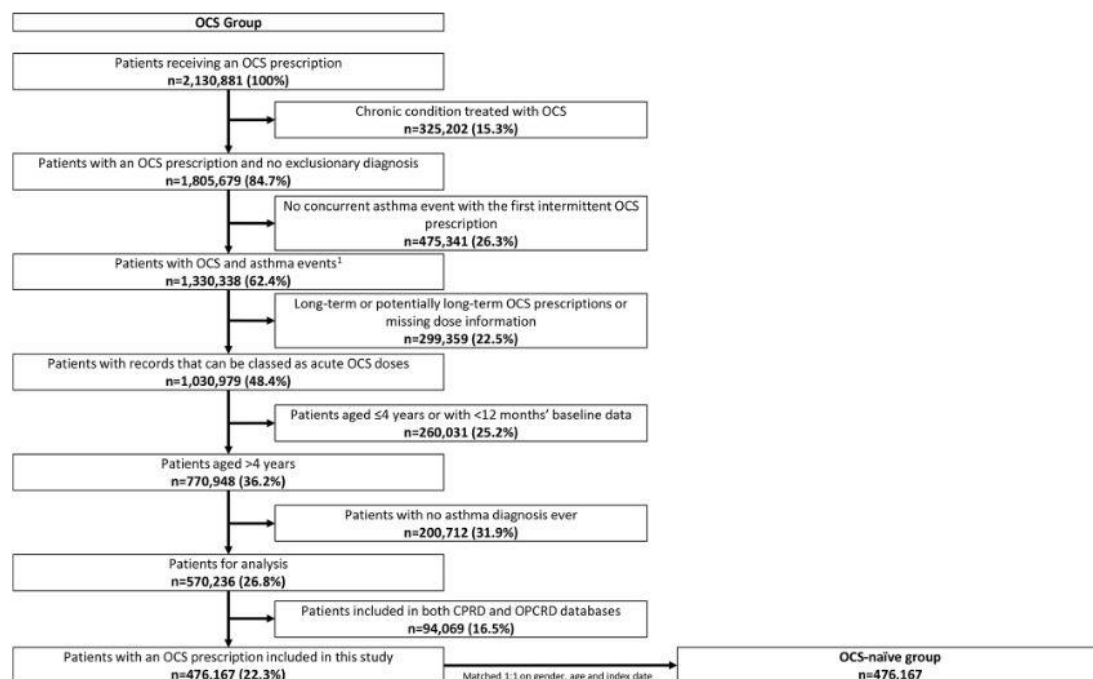 OCS Group
Patients receiving an OCS prescription
n=2,130,881 (100%)
Chronic condition treated with OCS
n=325,202 (15.3%)
Patients with an OCS prescription and no exclusionary diagnosis
n=1,805,679 (84.7%)
No concurrent asthma event with the first intermittent OCS
prescription
n=475,341 (26.3%)
Patients with OCS and asthma events¹
n=1,330,338 (62.4%)
Long-term or potentially long-term OCS prescriptions or
missing dose information
n=299,359 (22.5%)
Patients with records that can be classed as acute OCS doses
n=1,030,979 (48.4%)
Patients aged ≤4 years or with <12 months’ baseline data
n=260,031 (25.2%)
Patients aged >4 years
n=770,948 (36.2%)
Patients with no asthma diagnosis ever
n=200,712 (31.9%)
Patients for analysis
n=570,236 (26.8%)
Patients included in both CPRD and OPCRD databases
n=94,069 (16.5%)
Patients with an OCS prescription included in this study
n=476,167 (22.3%)
Matched 1:1 on gender, age and index date
OCS-naïve group
n=476,167